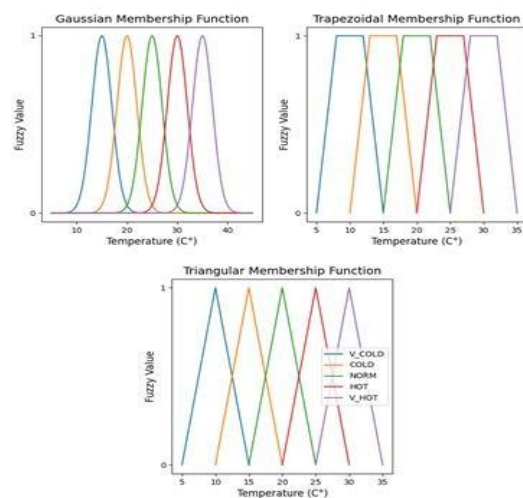 Gaussian Membership Function
1
Fuzzy Value
0
10 20 30 40
Temperature (C°)
Trapezoidal Membership Function
1
Fuzzy Value
0
5 10 15 20 25 30 35
Temperature (C°)
Triangular Membership Function
1
Fuzzy Value
0
V_COLD
COLD
NORM
HOT
V_HOT
5 10 15 20 25 30 35
Temperature (C°)